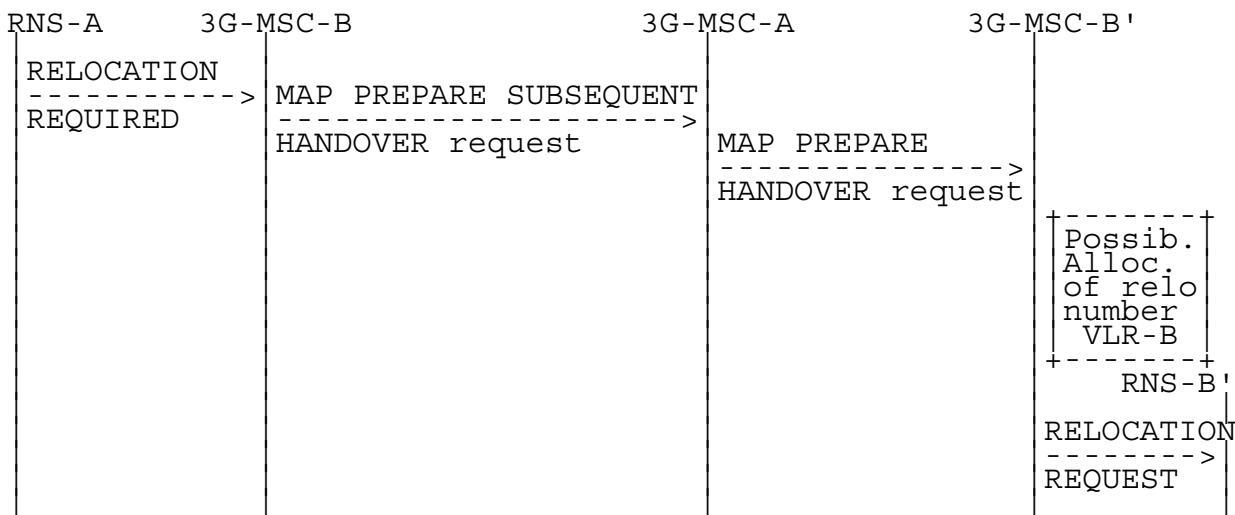 RNS-A 3G-MSC-B 3G-MSC-A 3G-MSC-B'
RELOCATION
REQUIRED
MAP PREPARE SUBSEQUENT
HANDOVER request
MAP PREPARE
HANDOVER request
Possib.
Alloc.
of relo
number
VLR-B
RNS-B'
RELOCATION
REQUEST